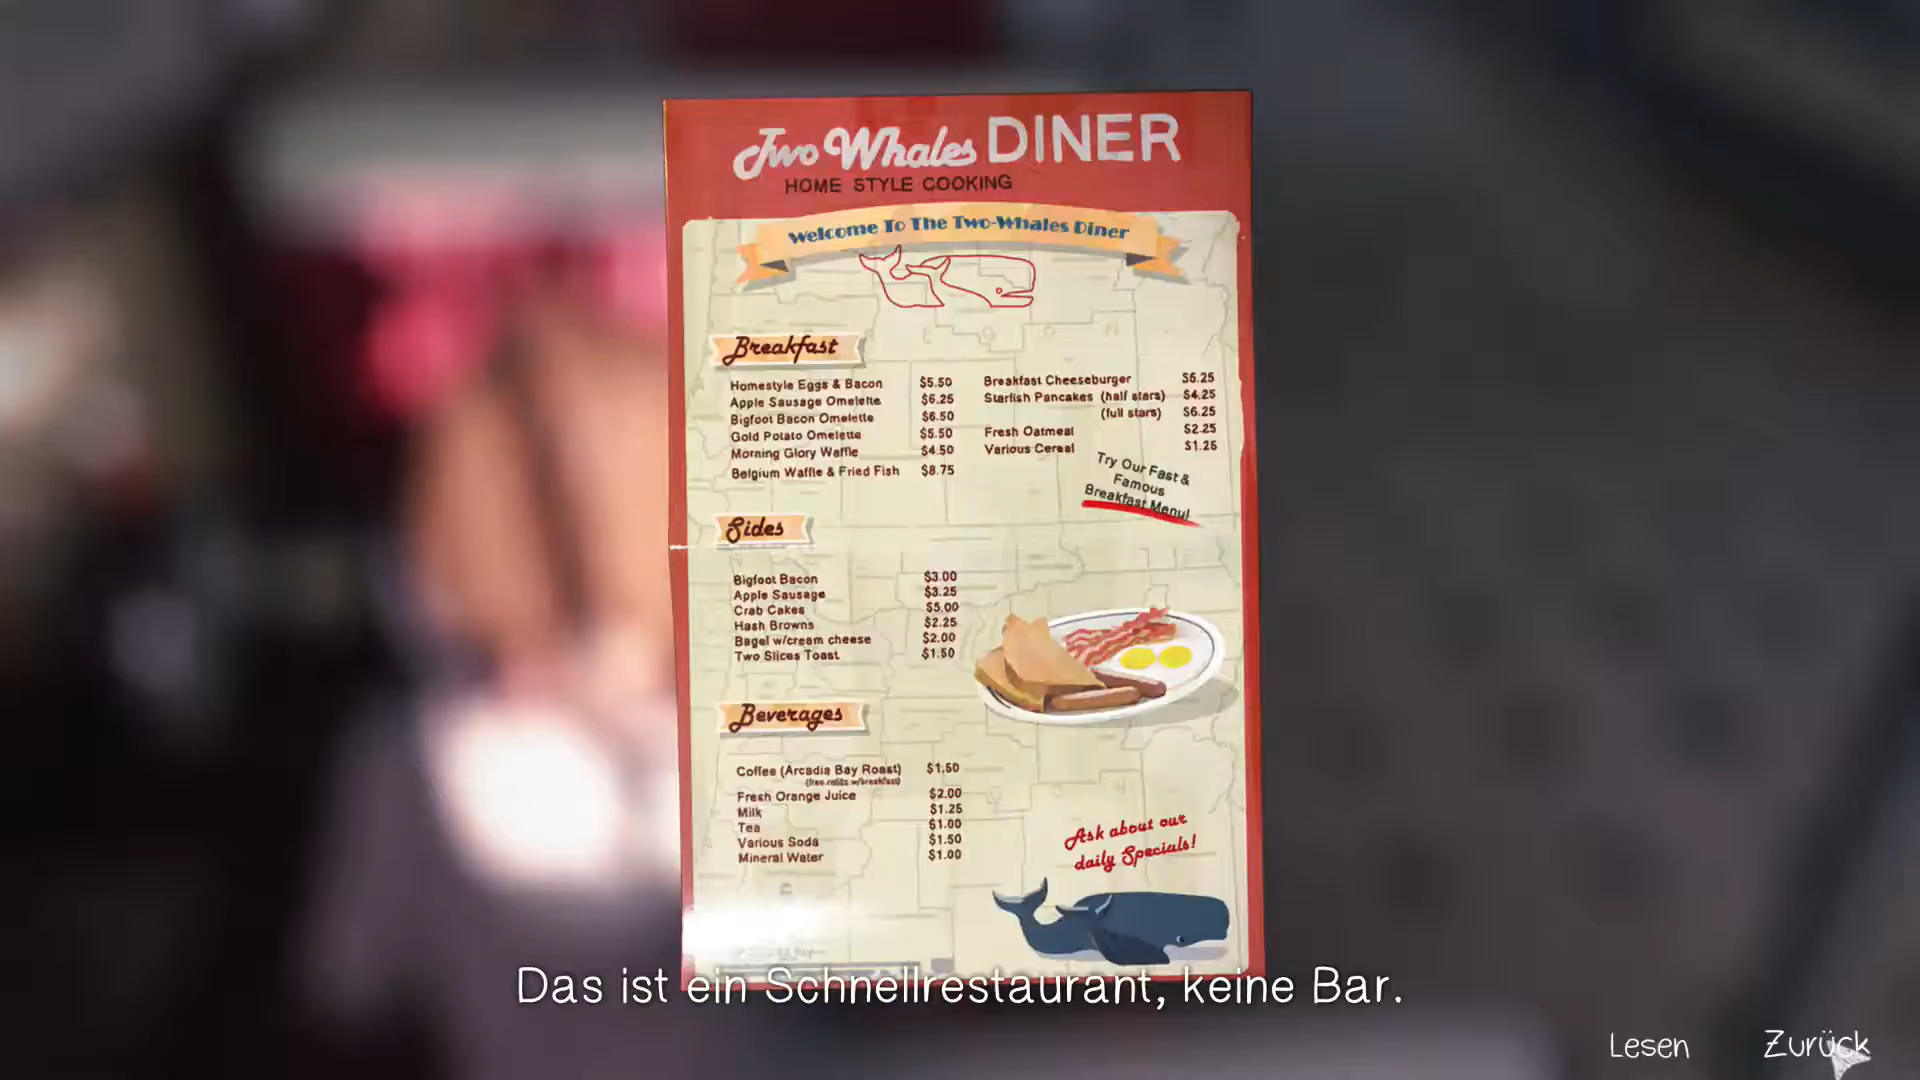 Two Whales DINER
HOME STYLE COOKING
Welcome To The Two-Whales Diner
Breakfast
Homestyle Eggs & Bacon $5.50
Apple Sausage Omelette $6.25
Bigfoot Bacon Omelette $6.50
Gold Potato Omelette $5.50
Morning Glory Waffle $4.50
Belgium Waffle & Fried Fish $8.75
Breakfast Cheeseburger $5.25
Starfish Pancakes (half stars) $4.25
(full stars) $6.25
Fresh Oatmeal $2.25
Various Cereal $1.25
Try Our Fast &
Famous
Breakfast Menu!
Sides
Bigfoot Bacon $3.00
Apple Sausage $3.25
Crab Cakes $5.00
Hash Browns $2.25
Bagel w/cream cheese $2.00
Two Slices Toast $1.50
Beverages
Coffee (Arcadia Bay Roast) $1.50
(free refills w/breakfast)
Fresh Orange Juice $2.00
Milk $1.25
Tea $1.00
Various Soda $1.50
Mineral Water $1.00
Ask about our
daily Specials!
Das ist ein Schnellrestaurant, keine Bar.
Lesen
Zurück